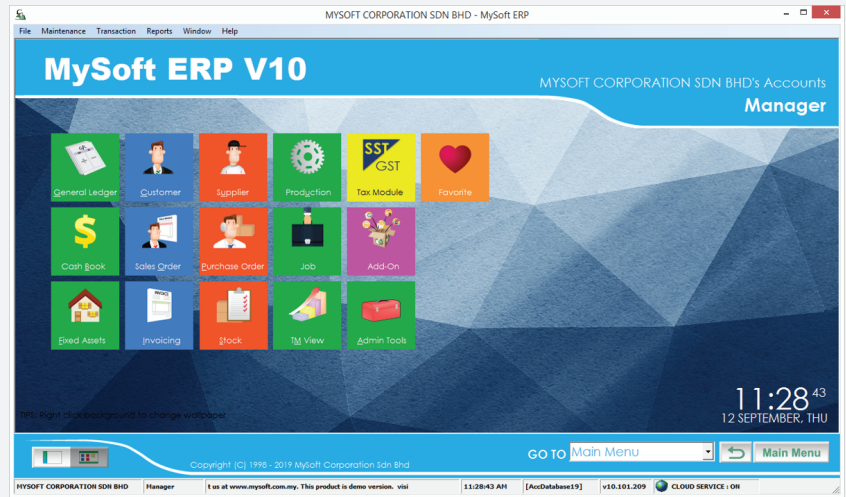 MYSOFT CORPORATION SDN BHD - MySoft ERP
File Maintenance Transaction Reports Window Help
MySoft ERP V10
MYSOFT CORPORATION SDN BHD's Accounts
Manager
General Ledger Customer Supplier Production SST GST Tax Module Favorite
Cash Book Sales Order Purchase Order Job Add-On
Fixed Assets INVOICE Invoicing Stock TM View Admin Tools
11:28 43
12 SEPTEMBER, THU
TIPS: Right click background to change wallpaper
GO TO Main Menu Main Menu
Copyright (C) 1998 - 2019 MySoft Corporation Sdn Bhd
MYSOFT CORPORATION SDN BHD Manager t us at www.mysoft.com.my. This product is demo version. visi 11:28:43 AM [AccDatabase19] v10.101.209 CLOUD SERVICE : ON